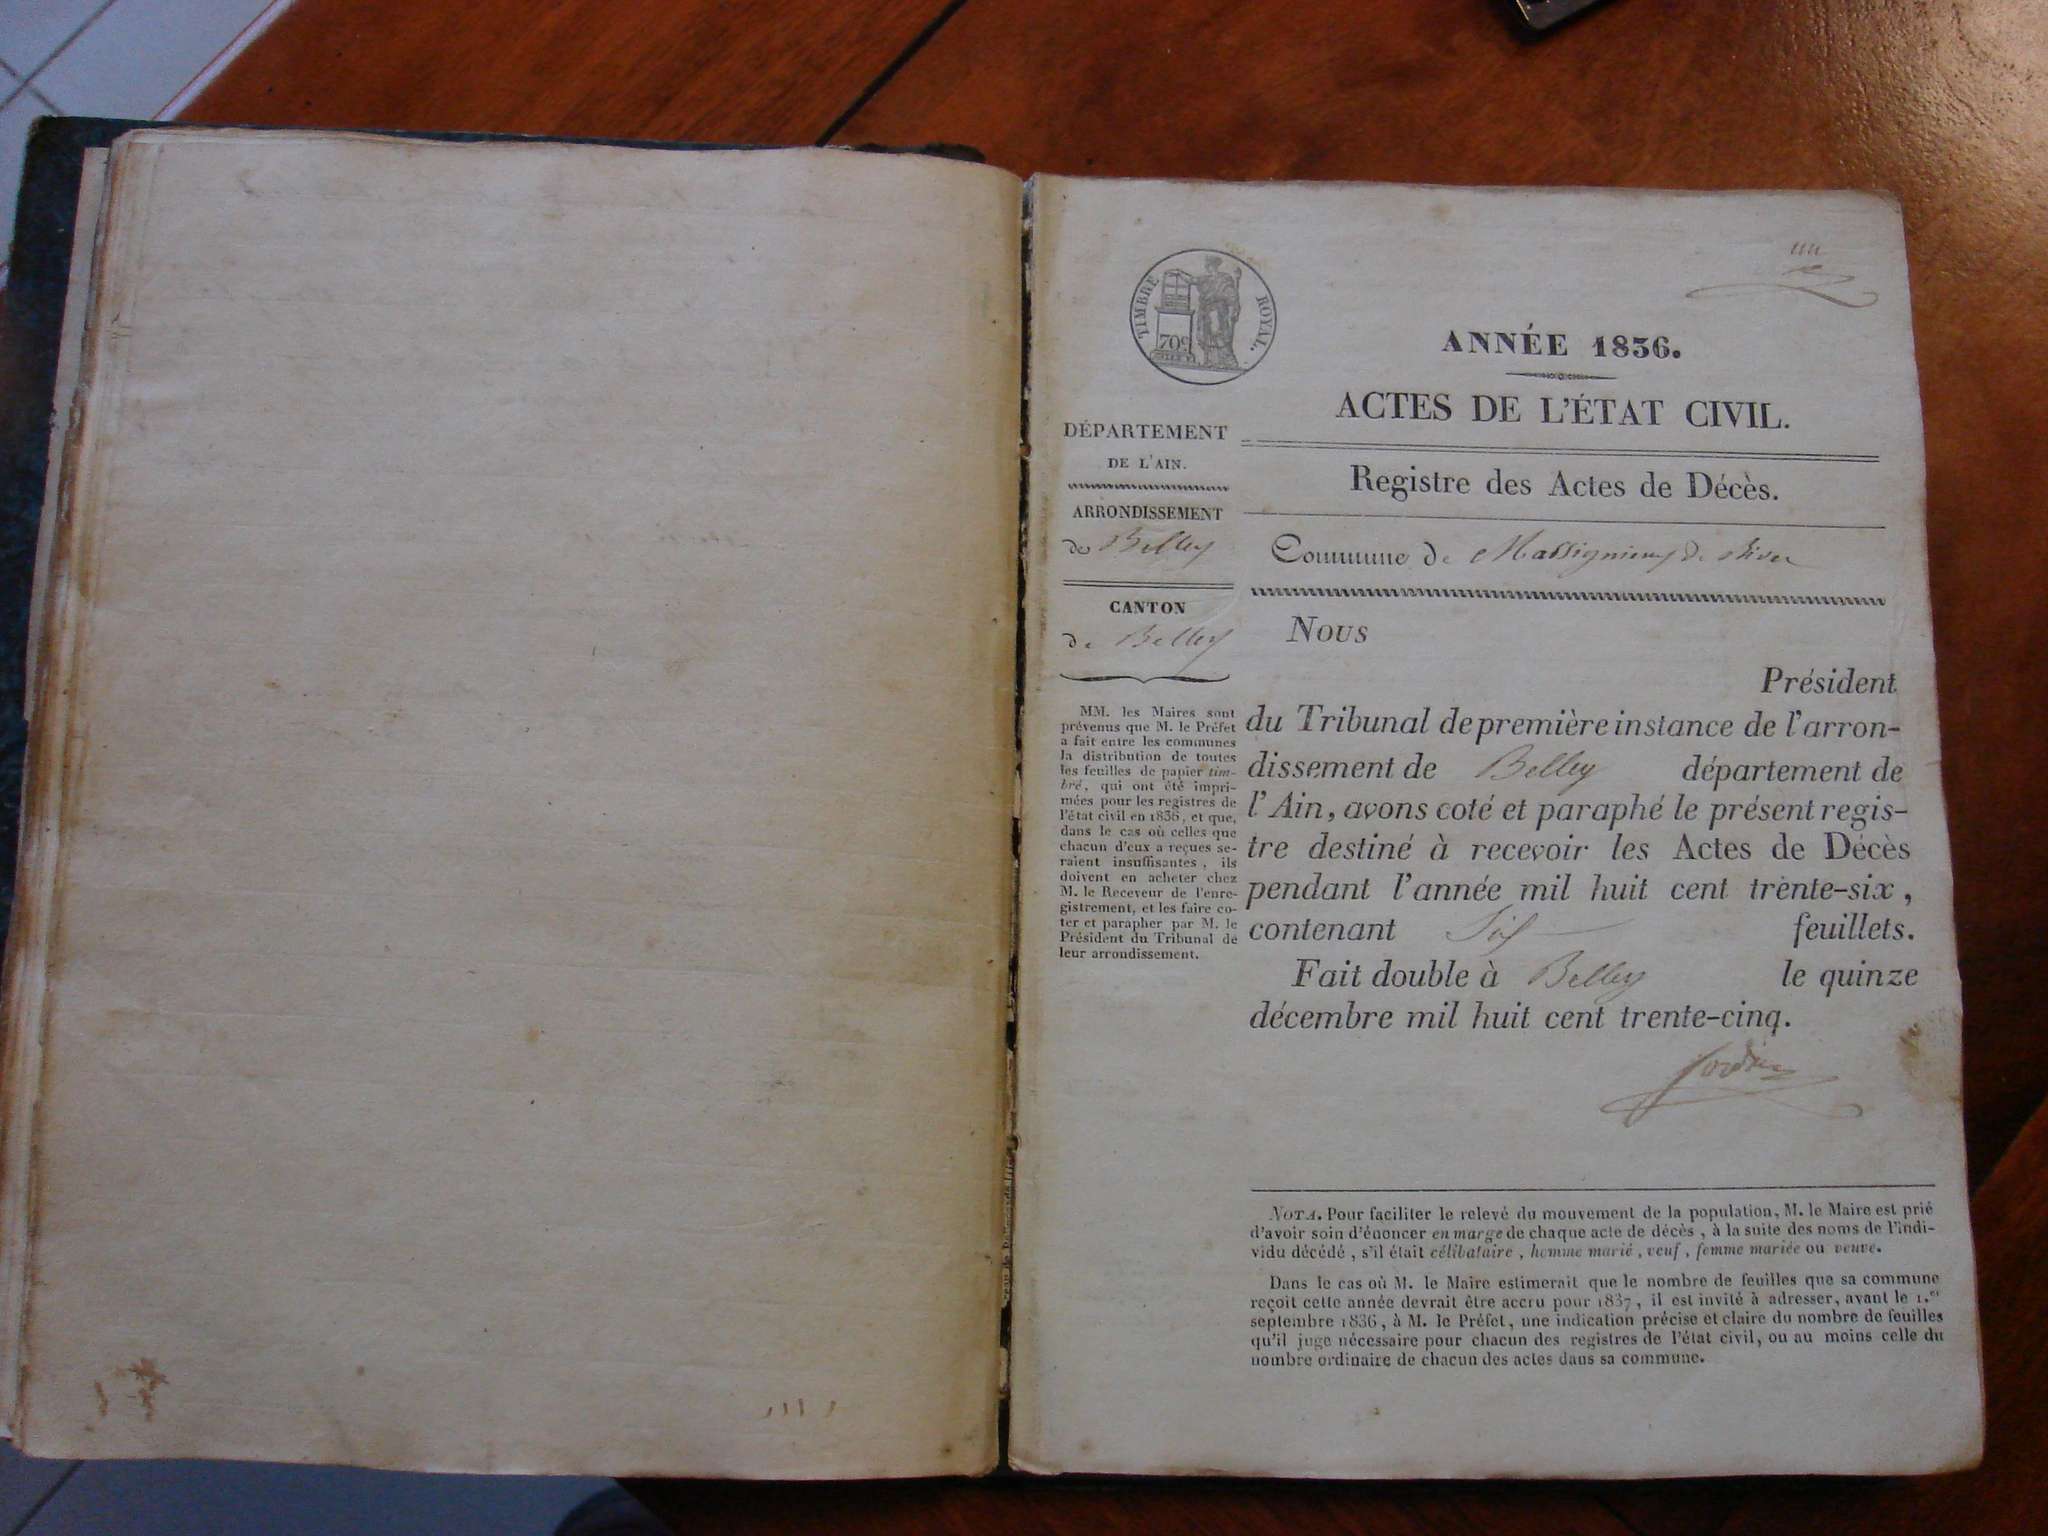 un
TIMBRE ROYAL.
709
ANNÉE 1836.
ACTES DE L'ÉTAT CIVIL.
Registre des Actes de Décès.
Commune de Massignieu de Rives
DÉPARTEMENT
DE L'AIN.
ARRONDISSEMENT
de Belley
CANTON
de Belley
MM. les Maires sont
prévenus que M. le Préfet
a fait entre les communes
la distribution de toutes
les feuilles de papier tim-
bré, qui ont été impri-
mées pour les registres de
l'état civil en 1836, et que,
dans le cas où celles que
chacun d'eux a reçues se-
raient insuffisantes, ils
doivent en acheter chez
M. le Receveur de l'enre-
gistrement, et les faire co-
ter et parapher par M. le
Président du Tribunal de
leur arrondissement.
Nous
Président
du Tribunal de première instance de l'arron-
dissement de Belley département de
l'Ain, avons coté et paraphé le présent regis-
tre destiné à recevoir les Actes de Décès
pendant l'année mil huit cent trente-six,
contenant Six feuillets.
Fait double à Belley le quinze
décembre mil huit cent trente-cinq.
NOTA. Pour faciliter le relevé du mouvement de la population, M. le Maire est prié
d'avoir soin d'énoncer en marge de chaque acte de décès, à la suite des noms de l'indi-
vidu décédé, s'il était célibataire, homme marié, veuf, femme mariée ou veuve.
Dans le cas où M. le Maire estimerait que le nombre de feuilles que sa commune
reçoit cette année devrait être accru pour 1837, il est invité à adresser, avant le 1.er
septembre 1836, à M. le Préfet, une indication précise et claire du nombre de feuilles
qu'il juge nécessaire pour chacun des registres de l'état civil, ou au moins celle du
nombre ordinaire de chacun des actes dans sa commune.